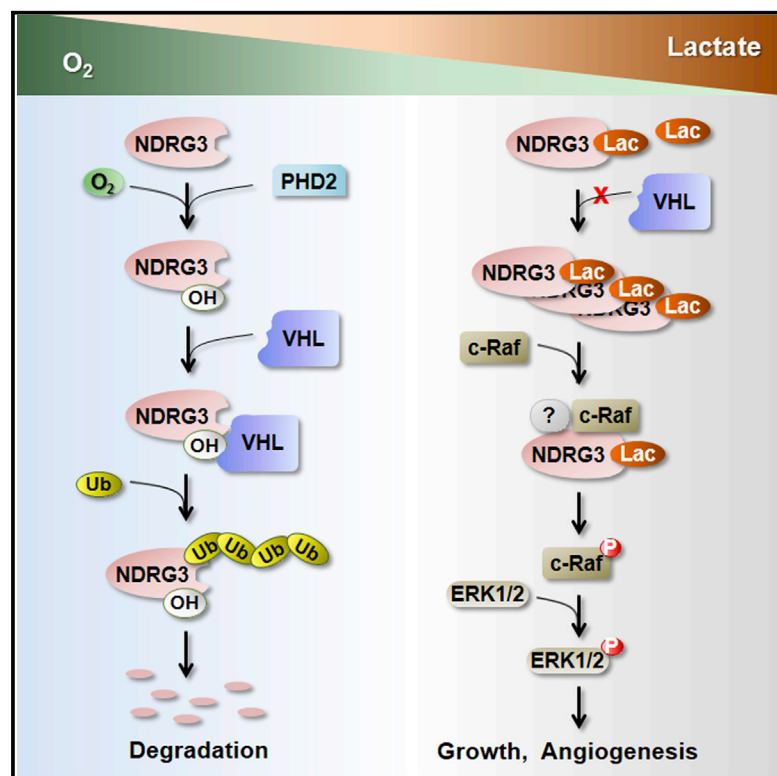 O2
Lactate
NDRG3
O2
PHD2
NDRG3
OH
VHL
NDRG3
OH
VHL
Ub
Ub Ub Ub Ub
NDRG3
OH
Degradation
NDRG3 Lac Lac
X
VHL
NDRG3 Lac
NDRG3 Lac
NDRG3 Lac
c-Raf
? c-Raf
NDRG3 Lac
P
c-Raf
ERK1/2
P
ERK1/2
Growth, Angiogenesis